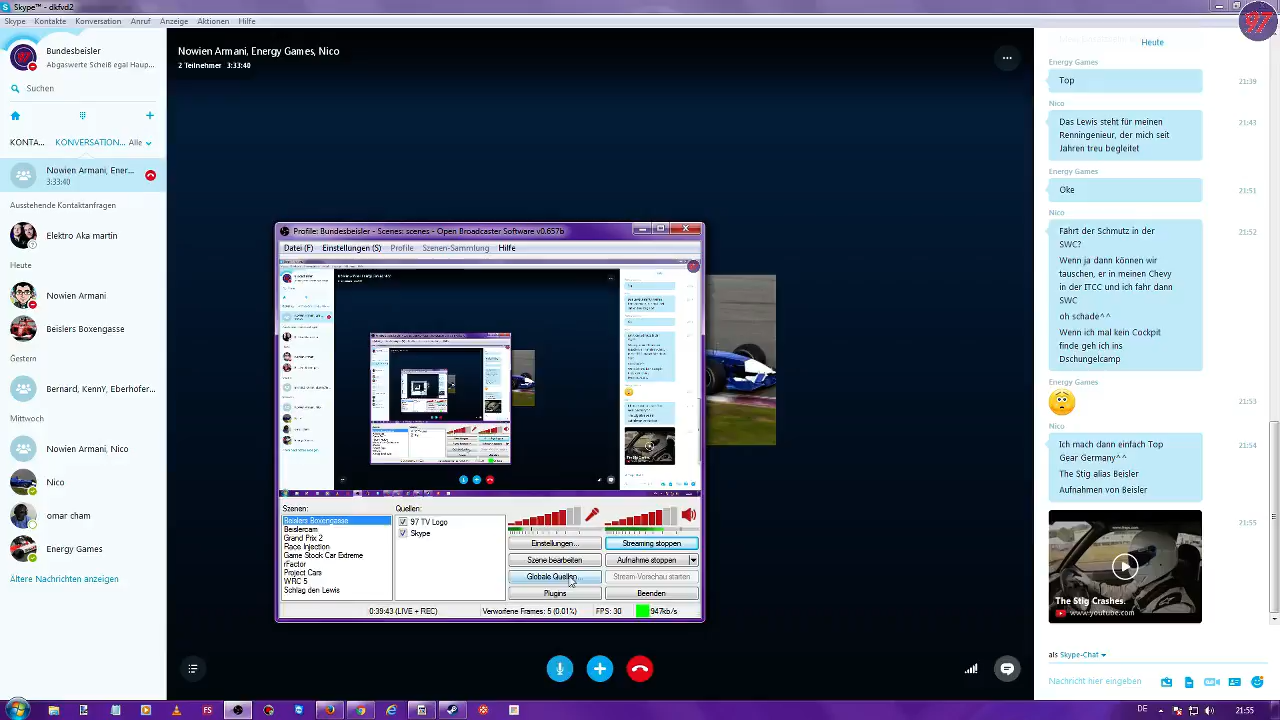 Skype™ - dkfvd2
Skype Kontakte Konversation Anruf Anzeige Aktionen Hilfe
97
Bundesbeisler
Abgaswerte Scheiß egal Haup...
Suchen
KONTA... KONVERSATION... Alle
Nowien Armani, Ener...
3:33:40
Ausstehende Kontaktanfragen
Elektro Aka martin
Heute
Nowien Armani
Beislers Boxengasse
Gestern
Bernard, KemiY, Eberhofer...
Mittwoch
Nowien Armani, Nico
Nico
omar cham
Energy Games
Ältere Nachrichten anzeigen
Nowien Armani, Energy Games, Nico
2 Teilnehmer 3:33:40
Open Broadcaster Software v0.657b
Datei (F) Einstellungen (S) Profile Szenen-Sammlung Hilfe
Szenen:
Beislers Boxengasse
Beislercam
Grand Prix 2
Race Injection
Game Stock Car Extreme
rFactor
Project Cars
WRC 5
Schlag den Lewis
Quellen:
97 TV Logo
Skype
Einstellungen... Streaming stoppen
Szene bearbeiten Aufnahme stoppen
Globale Quellen... Stream-Vorschau starten
Plugins Beenden
0:39:43 (LIVE + REC) Verworfene Frames: 5 (0.01%) FPS: 30 947kb/s
Heute
Energy Games
Top 21:39
Nico
Das Lewis steht für meinen
Renningenieur, der mich seit 21:43
Jahren treu begleitet
Energy Games
Oke 21:51
Nico
Fährt der Schmutz in der 21:52
SWC?
Wenn ja dann können wir
tauschen, er in meinen Chevy
in der ITCC und ich fahr dann
SWC
oh schade^^
Wenn ich mal kein Cockpit
finde geh ich ins
Dschungelcamp
Energy Games
21:53
Nico
Ich mach dann einfach Top 21:54
Gear Germany^^
The Stig alias Beisler
Aufnahmen von Beisler
21:55
The Stig Crashes.
www.youtube.com
als Skype-Chat
Nachricht hier eingeben
FS
DE
21:55